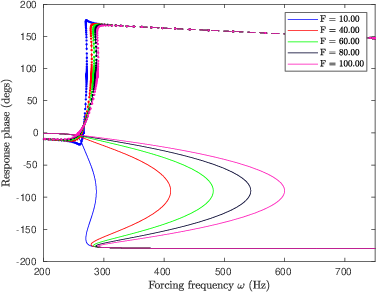 200
150
100
50
0
-50
-100
-150
-200
Response phase (degs)
F = 10.00
F = 40.00
F = 60.00
F = 80.00
F = 100.00
200 300 400 500 600 700
Forcing frequency ω (Hz)